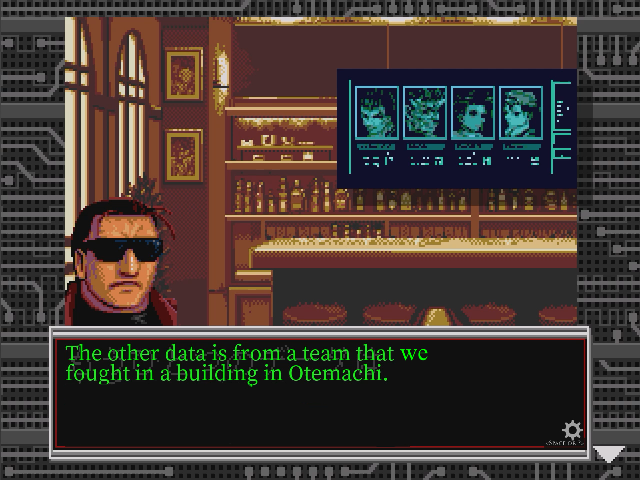 The other data is from a team that we
fought in a building in Otemachi.